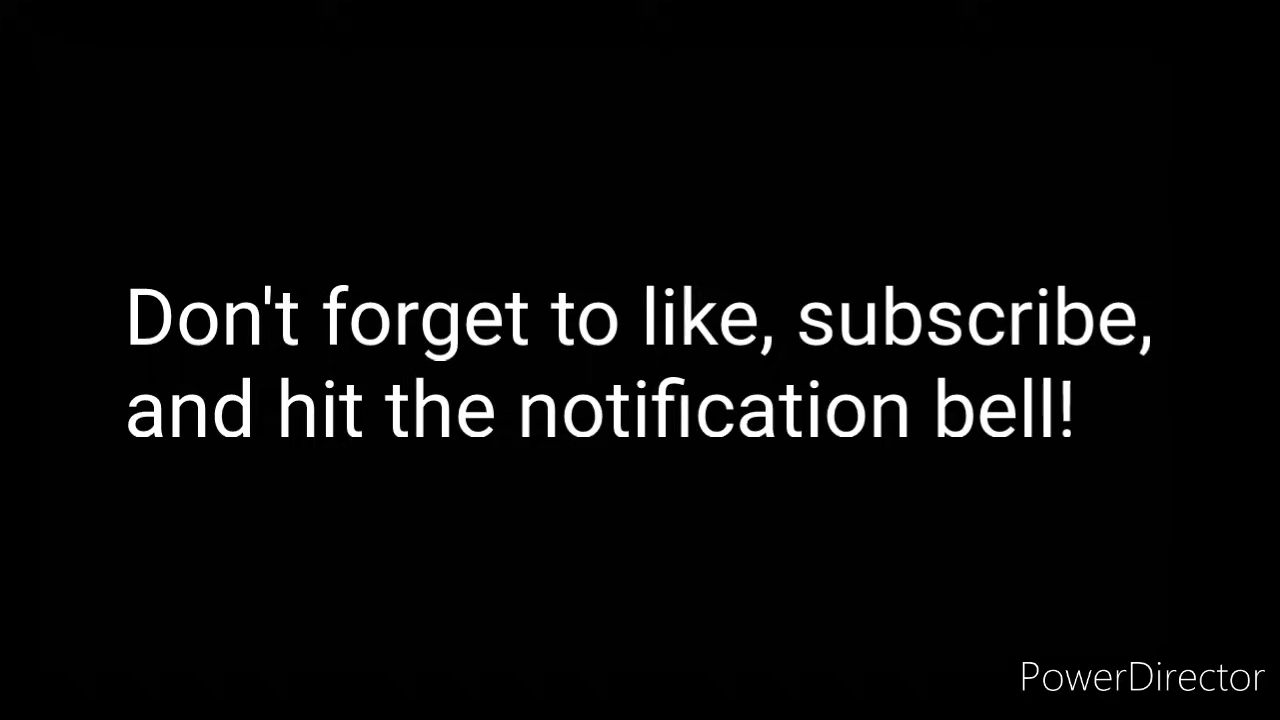 Don't forget to like, subscribe,
and hit the notification bell!
PowerDirector